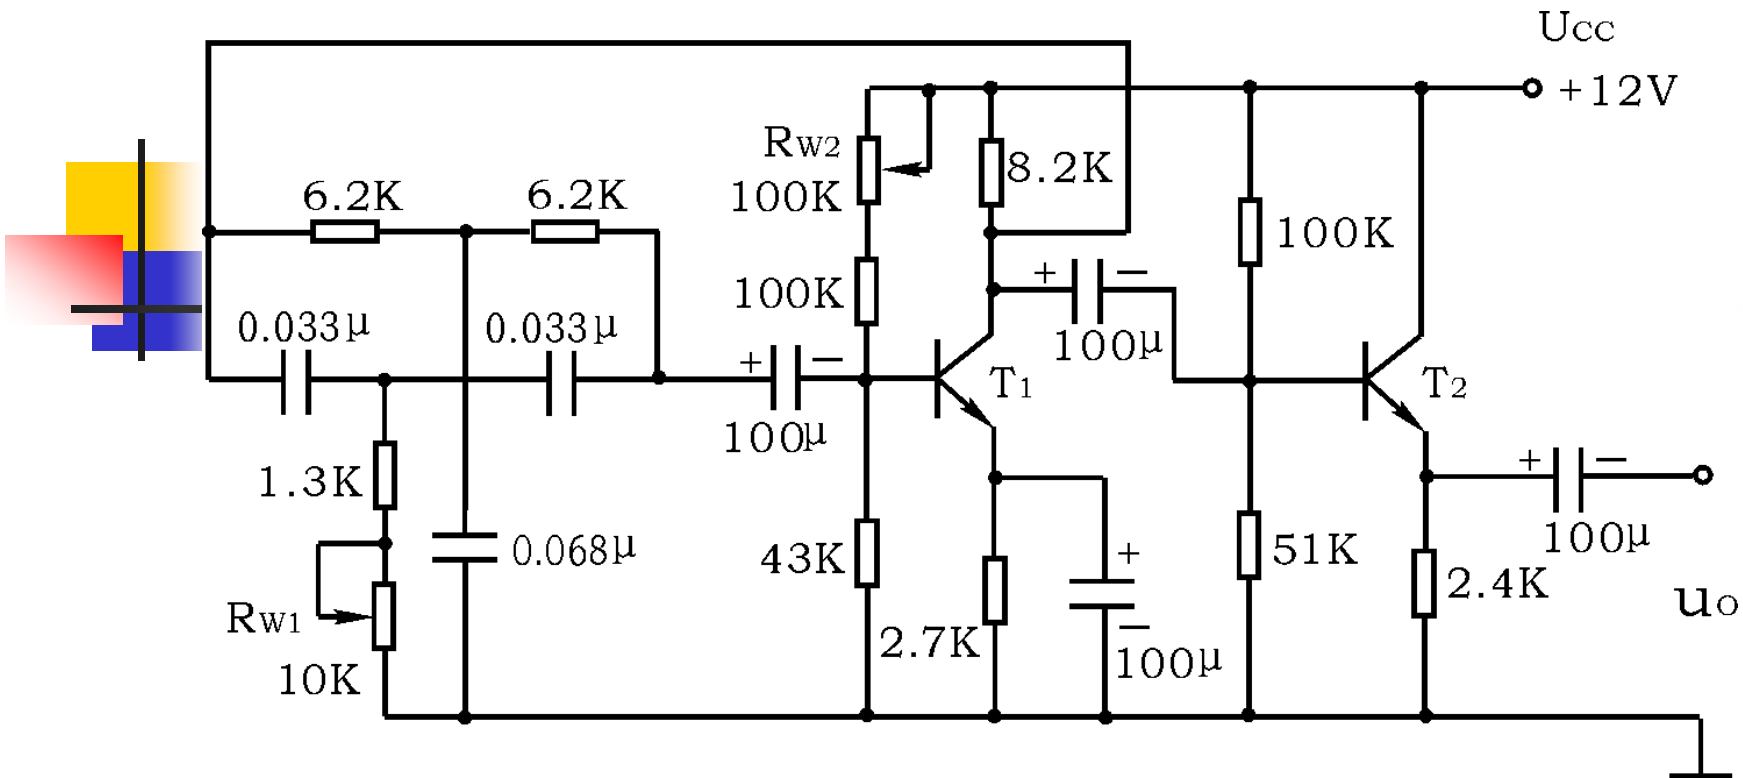 Ucc
+12V
RW2
100K
8.2K
6.2K
6.2K
100K
100K
+ −
0.033μ
0.033μ
100μ
+ −
T1
T2
100μ
1.3K
+ −
0.068μ
43K
+
51K
100μ
2.4K
RW1
2.7K
−
100μ
uo
10K